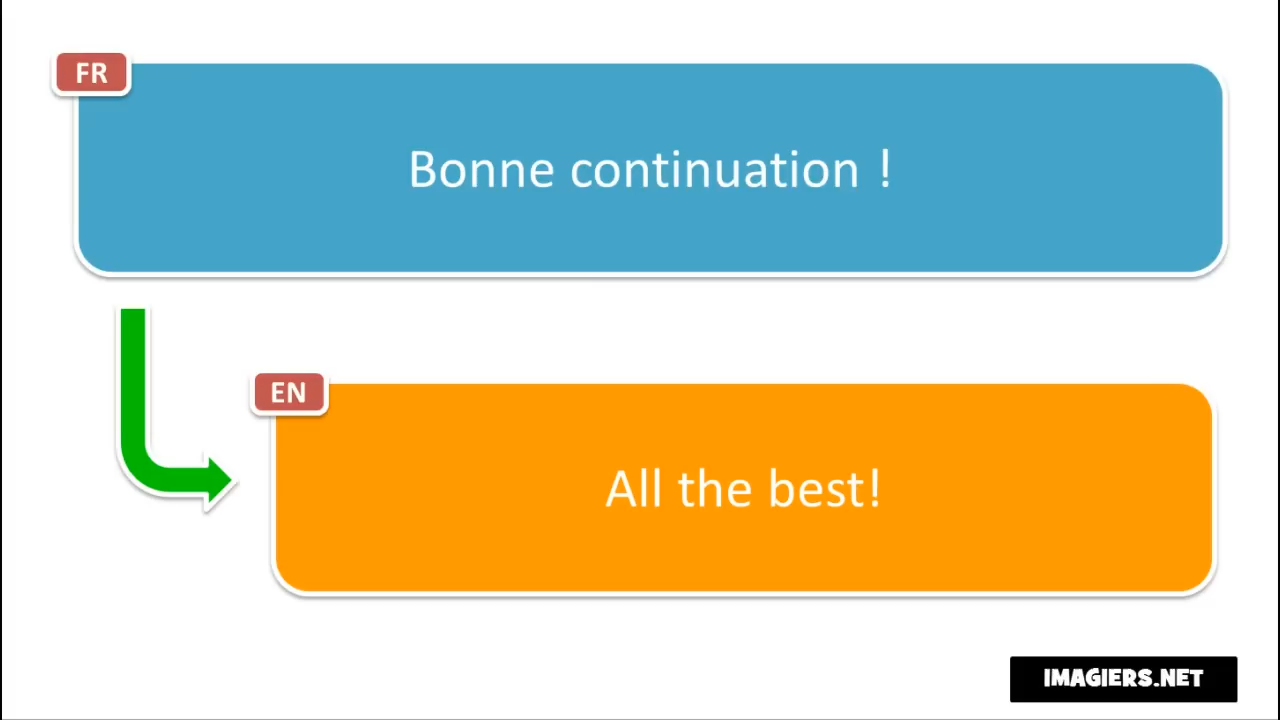 FR
Bonne continuation !
EN
All the best!
IMAGIERS.NET